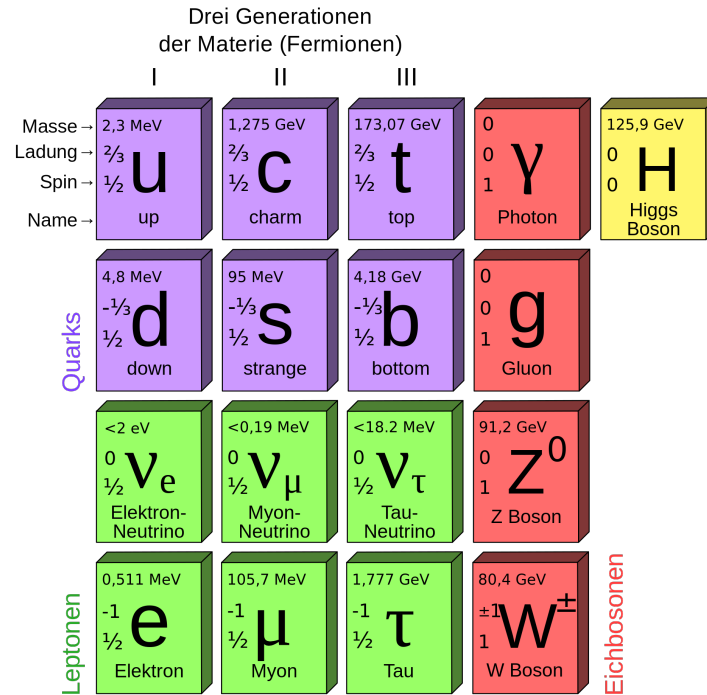 Drei Generationen
der Materie (Fermionen)
I II III
Masse→ 2,3 MeV 1,275 GeV 173,07 GeV 0 125,9 GeV
Ladung→ ⅔ ⅔ ⅔ 0 0
u c t γ H
Spin→ ½ ½ ½ 1 0
Name→ up charm top Photon Higgs
Boson
4,8 MeV 95 MeV 4,18 GeV 0
-⅓ -⅓ -⅓ 0
d s b g
½ ½ ½ 1
down strange bottom Gluon
Quarks
<2 eV <0,19 MeV <18.2 MeV 91,2 GeV
0 0 0 0
νe νμ ντ Z0
½ ½ ½ 1
Elektron- Myon- Tau- Z Boson
Neutrino Neutrino Neutrino
0,511 MeV 105,7 MeV 1,777 GeV 80,4 GeV
-1 -1 -1 ±1
e μ τ W±
½ ½ ½ 1
Elektron Myon Tau W Boson
Leptonen
Eichbosonen